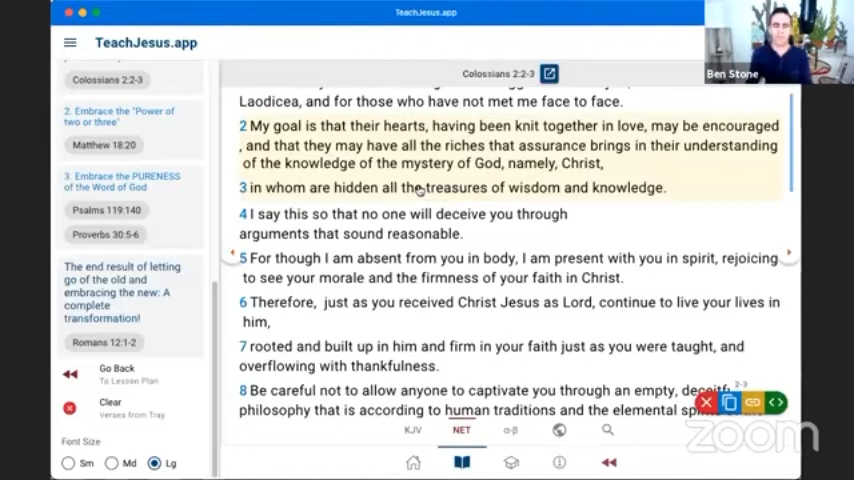 TeachJesus.app
TeachJesus.app
Ben Stone
Colossians 2:2-3
2. Embrace the "Power of
two or three"
Matthew 18:20
3. Embrace the PURENESS
of the Word of God
Psalms 119:140
Proverbs 30:5-6
The end result of letting
go of the old and
embracing the new: A
complete
transformation!
Romans 12:1-2
Go Back
To Lesson Plan
Clear
Verses from Tray
Font Size
Sm
Md
Lg
Colossians 2:2-3
Laodicea, and for those who have not met me face to face.
2 My goal is that their hearts, having been knit together in love, may be encouraged
, and that they may have all the riches that assurance brings in their understanding
of the knowledge of the mystery of God, namely, Christ,
3 in whom are hidden all the treasures of wisdom and knowledge.
4 I say this so that no one will deceive you through
arguments that sound reasonable.
5 For though I am absent from you in body, I am present with you in spirit, rejoicing
to see your morale and the firmness of your faith in Christ.
6 Therefore, just as you received Christ Jesus as Lord, continue to live your lives in
him,
7 rooted and built up in him and firm in your faith just as you were taught, and
overflowing with thankfulness.
8 Be careful not to allow anyone to captivate you through an empty,
philosophy that is according to human traditions and the elemental
2-3
KJV
NET
α-β
zoom